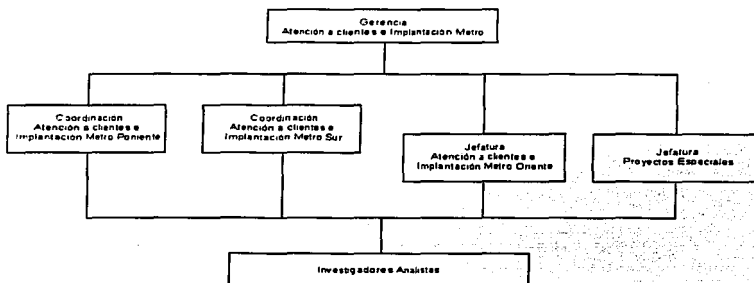 Gerencia
Atención a clientes e Implantación Metro
Coordinación
Atención a clientes e
Implantación Metro Poniente
Coordinación
Atención a clientes e
Implantación Metro Sur
Jefatura
Atención a clientes e
Implantación Metro Oriente
Jefatura
Proyectos Especiales
Investigadores Analistas